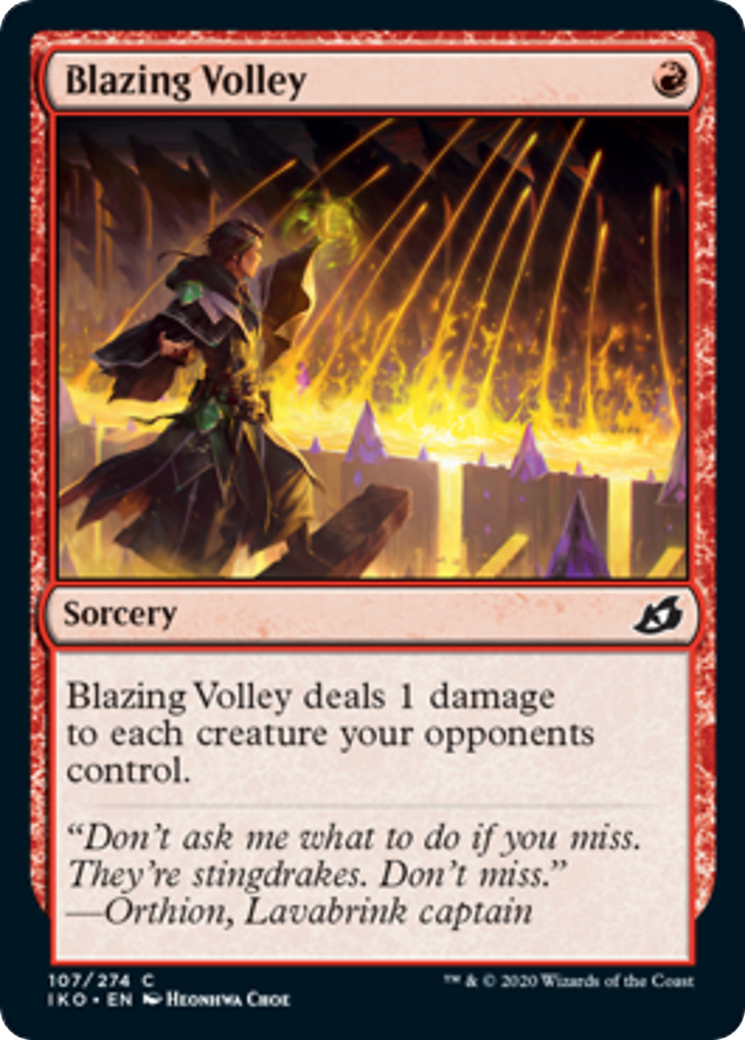 Blazing Volley
Sorcery
Blazing Volley deals 1 damage
to each creature your opponents
control.
“Don’t ask me what to do if you miss.
They’re stingdrakes. Don’t miss.”
—Orthion, Lavabrink captain
107/274 C
IKO • EN Heonhwa Choe
™ & © 2020 Wizards of the Coast